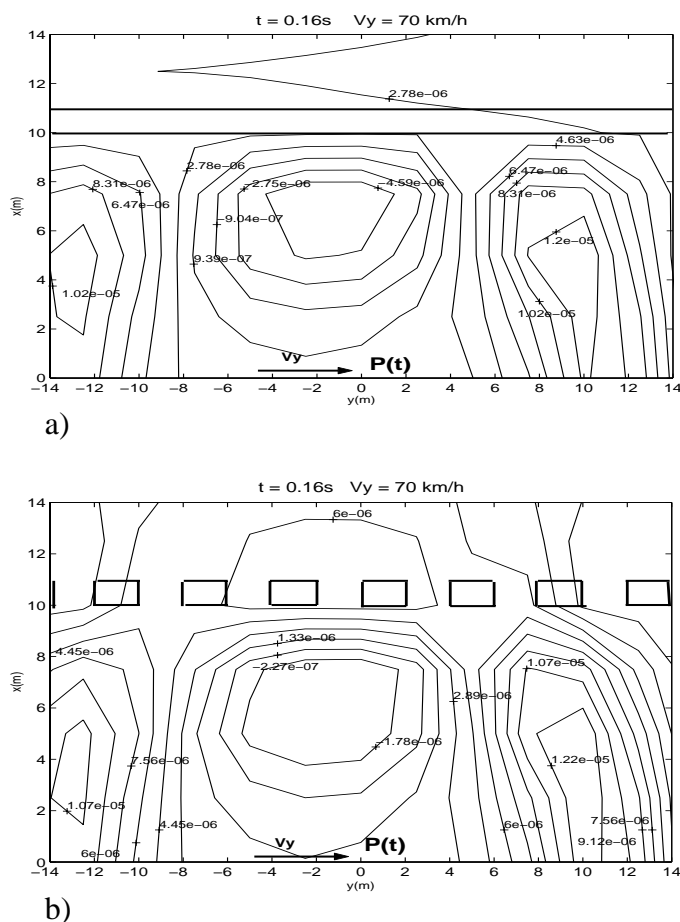 t = 0.16s   Vy = 70 km/h
14
12
10
8
6
4
2
0
x(m)
2.78e−06
4.63e−06
2.78e−06
6.47e−06
8.31e−06
8.31e−06
6.47e−06
−2.75e−06
−4.59e−06
−9.04e−07
9.39e−07
1.2e−05
1.02e−05
1.02e−05
Vy
P(t)
−14 −12 −10 −8 −6 −4 −2 0 2 4 6 8 10 12 14
y(m)
a)
t = 0.16s   Vy = 70 km/h
14
12
10
8
6
4
2
0
x(m)
6e−06
4.45e−06
1.33e−06
−2.27e−07
1.07e−05
2.89e−06
−1.78e−06
7.56e−06
1.22e−05
1.07e−05
4.45e−06
6e−06
7.56e−06
6e−06
9.12e−06
Vy
P(t)
−14 −12 −10 −8 −6 −4 −2 0 2 4 6 8 10 12 14
y(m)
b)